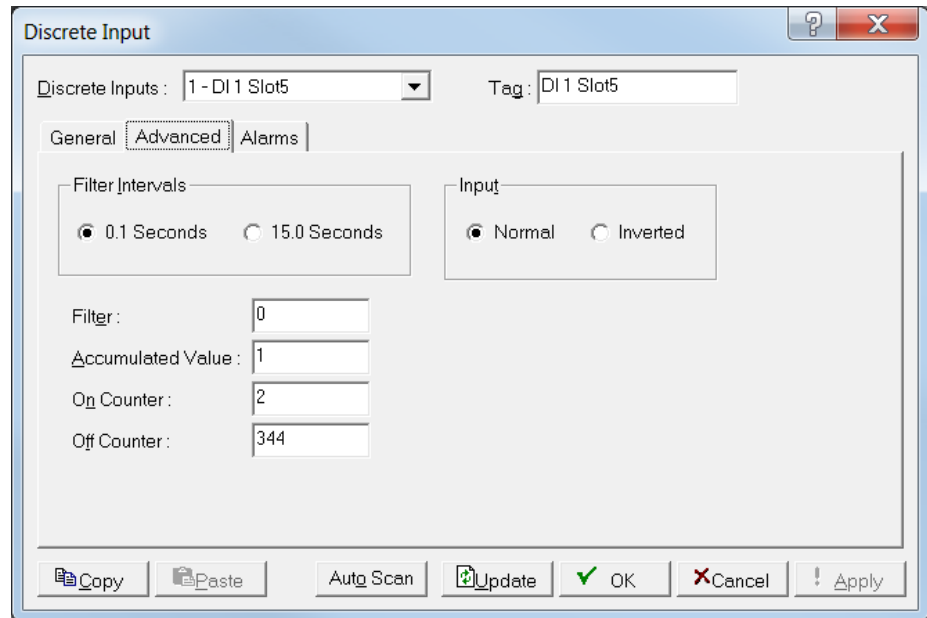 Discrete Input
Discrete Inputs : 1 - DI 1 Slot5 Tag : DI 1 Slot5
General Advanced Alarms
Filter Intervals Input
0.1 Seconds 15.0 Seconds Normal Inverted
Filter : 0
Accumulated Value : 1
On Counter : 2
Off Counter : 344
Copy Paste Auto Scan Update OK Cancel ! Apply